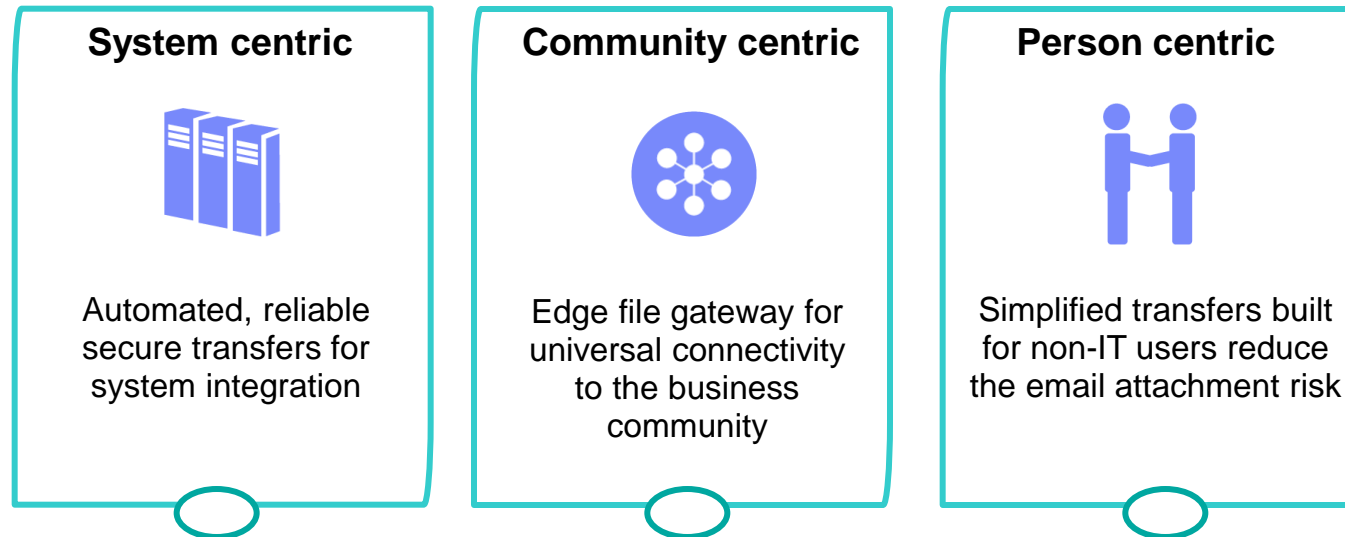 System centric
Automated, reliable
secure transfers for
system integration
Community centric
Edge file gateway for
universal connectivity
to the business
community
Person centric
Simplified transfers built
for non-IT users reduce
the email attachment risk